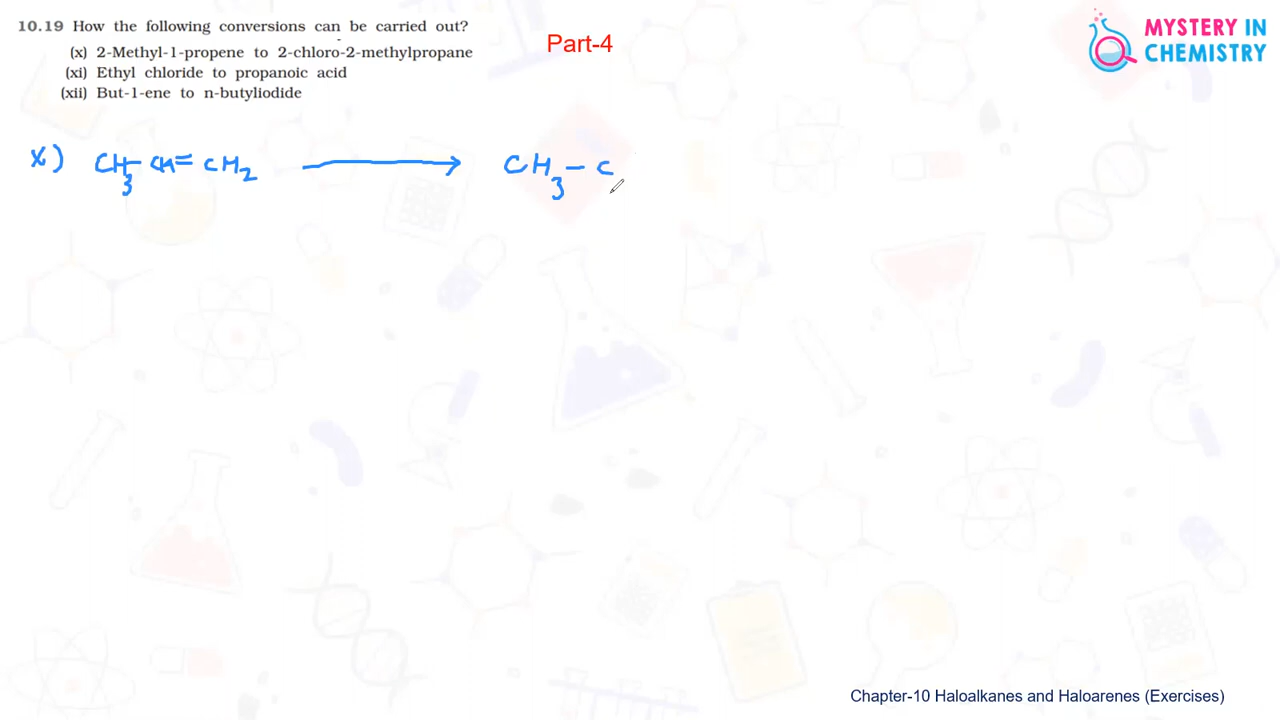 10.19 How the following conversions can be carried out?
(x) 2-Methyl-1-propene to 2-chloro-2-methylpropane
(xi) Ethyl chloride to propanoic acid
(xii) But-1-ene to n-butyliodide
Part-4
MYSTERY IN
CHEMISTRY
x) CH3-CH=CH2 ⟶ CH3-C
Chapter-10 Haloalkanes and Haloarenes (Exercises)